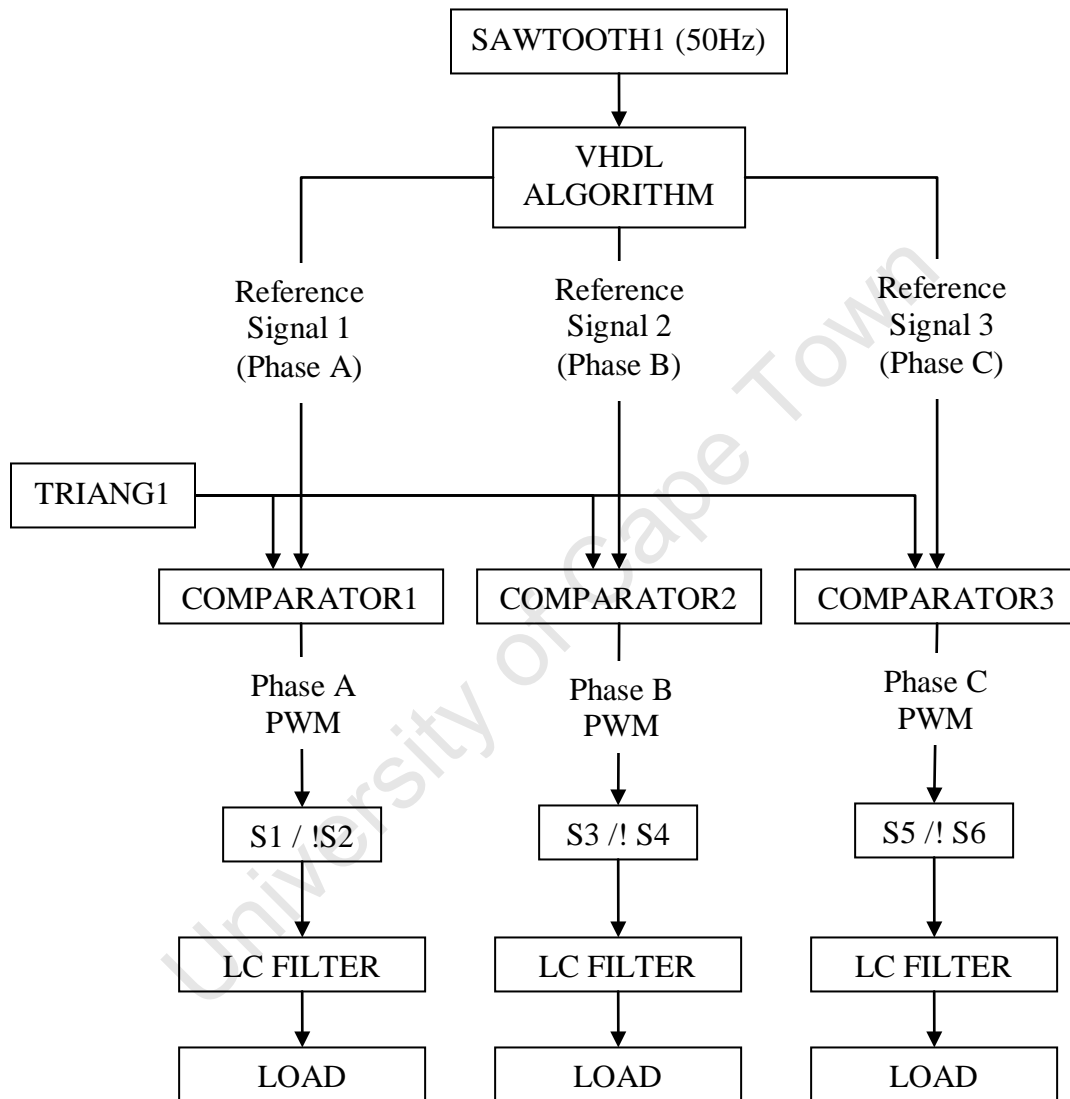 SAWTOOTH1 (50Hz)
VHDL
ALGORITHM
Reference
Signal 1
(Phase A)
Reference
Signal 2
(Phase B)
Reference
Signal 3
(Phase C)
TRIANG1
COMPARATOR1
COMPARATOR2
COMPARATOR3
Phase A
PWM
Phase B
PWM
Phase C
PWM
S1 / !S2
S3 /! S4
S5 /! S6
LC FILTER
LC FILTER
LC FILTER
LOAD
LOAD
LOAD
University of Cape Town